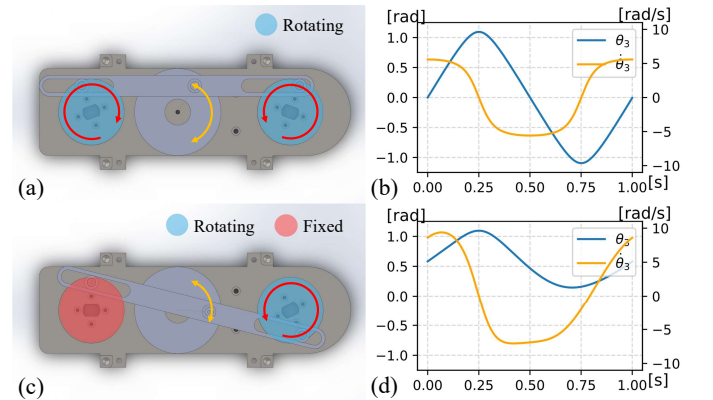 Rotating
(a)
[rad]
[rad/s]
1.0
0.5
0.0
−0.5
−1.0
10
5
0
−5
−10
θ3
θ̇3
0.00 0.25 0.50 0.75 1.00
[s]
(b)
Rotating Fixed
(c)
[rad]
[rad/s]
1.0
0.5
0.0
−0.5
−1.0
10
5
0
−5
−10
θ3
θ̇3
0.00 0.25 0.50 0.75 1.00
[s]
(d)